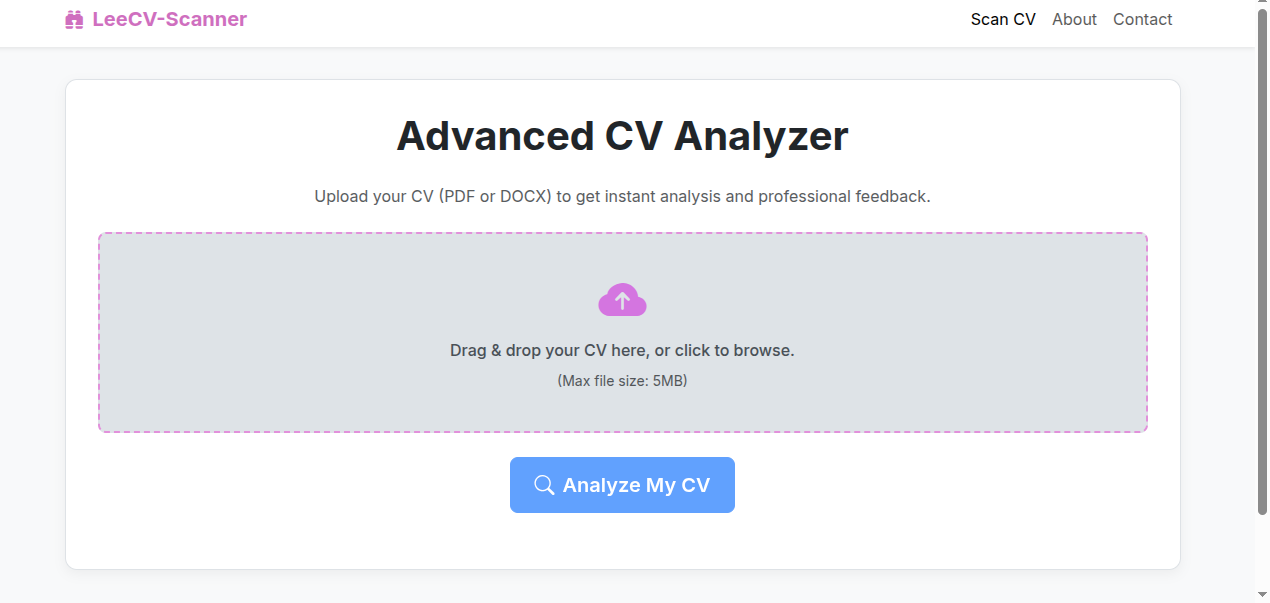 LeeCV-Scanner
Scan CV About Contact
Advanced CV Analyzer
Upload your CV (PDF or DOCX) to get instant analysis and professional feedback.
Drag & drop your CV here, or click to browse.
(Max file size: 5MB)
Analyze My CV